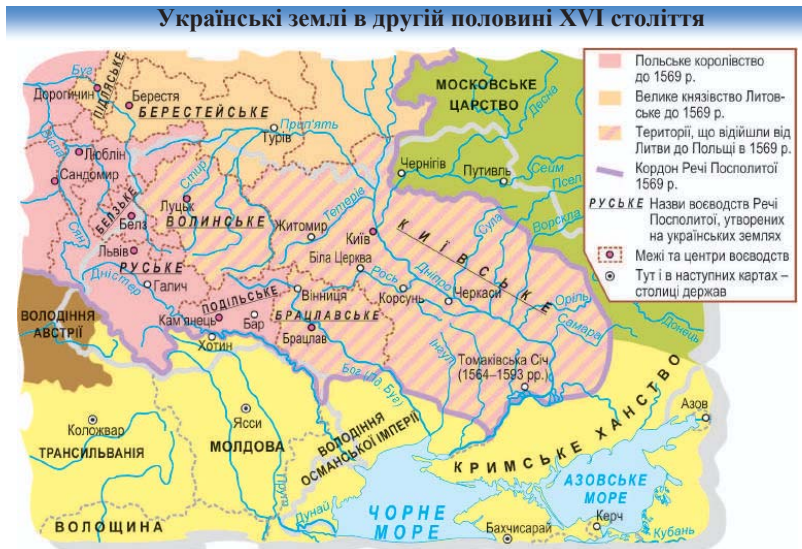 Українські землі в другій половині XVI століття
Буг
Дорогичин
ПІДЛЯСЬКЕ
Берестя
БЕРЕСТЕЙСЬКЕ
Прип'ять
Турів
Вісла
Люблін
Сандомир
Стир
Луцьк
ВОЛИНСЬКЕ
БЕЛЗЬКЕ
Белз
Сян
Львів
РУСЬКЕ
Дністер
Галич
Житомир
Тетерів
Київ
Біла Церква
Рось
Корсунь
Дніпро
Черкаси
КИЇВСЬКЕ
Сула
Чернігів
Путивль
МОСКОВСЬКЕ
ЦАРСТВО
Десна
Сейм
Псел
Ворскла
Оріль
Самара
Донець
ПОДІЛЬСЬКЕ
Кам'янець
Бар
Хотин
Вінниця
БРАЦЛАВСЬКЕ
Брацлав
Інгул
Томаківська Січ
(1564–1593 рр.)
Бог (Пд. Буг)
ВОЛОДІННЯ
АВСТРІЇ
Коложвар
ТРАНСИЛЬВАНІЯ
Ясси
МОЛДОВА
Прут
ВОЛОДІННЯ
ОСМАНСЬКОЇ ІМПЕРІЇ
КРИМСЬКЕ ХАНСТВО
Азов
АЗОВСЬКЕ
МОРЕ
ЧОРНЕ
МОРЕ
Дунай
ВОЛОЩИНА
Бахчисарай
Керч
Кубань
Польське королівство
до 1569 р.
Велике князівство Литов-
ське до 1569 р.
Території, що відійшли від
Литви до Польщі в 1569 р.
Кордон Речі Посполитої
1569 р.
РУСЬКЕ Назви воєводств Речі
Посполитої, утворених
на українських землях
Межі та центри воєводств
Тут і в наступних картах –
столиці держав